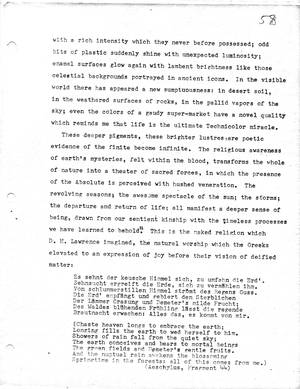 58
with a rich intensity which they never before possessed; odd
bits of plastic suddenly shine with unexpected luminosity;
enamel surfaces glow again with lambent brightness like those
celestial backgrounds portrayed in ancient icons. In the visible
world there has appeared a new sumptuousness: in desert soil,
in the weathered surfaces of rocks, in the pallid vapors of the
sky; even the colors of a gaudy super-market have a novel quality
which reminds me that life is the ultimate Technicolor miracle.
These deeper pigments, these brighter lustres are poetic
evidence of the finite become infinite. The religious awareness
of earth's mysteries, felt within the blood, transforms the whole
of nature into a theater of sacred forces, in which the presence
of the Absolute is perceived with hushed veneration. The
revolving seasons; the awesome spectacle of the sun; the storms;
the departure and return of life; all manifest a deeper sense of
being, drawn from our sentient kinship with the timeless processes
we have learned to behold. This is the naked religion which
D. H. Lawrence imagined, the natural worship which the Greeks
elevated to an expression of joy before their vision of deified
matter:
Es sehnt der keusche Himmel sich, zu umfahn die Erd',
Sehnsucht ergreift die Erde, sich zu vermählen ihm,
Vom schlummerstillen Himmel strömt des Regens Guss.
Die Erd' empfängt und gebiert den Sterblichen
Der Lämmer Grasung und Demeter's milde Frucht;
Des Waldes blühenden Frühling lässt die regende
Brautnacht erwachen; Alles das, es kommt von mir.
(Chaste heaven longs to embrace the earth;
Longing fills the earth to wed herself to him.
Showers of rain fall from the quiet sky;
The earth conceives and bears to mortal beings
The green fields and Demeter's gentle fruits.
And the nuptial rain awakens the blossoming
Springtime in the forests: all of this comes from me.)
(Aeschylus, Fragment 44)